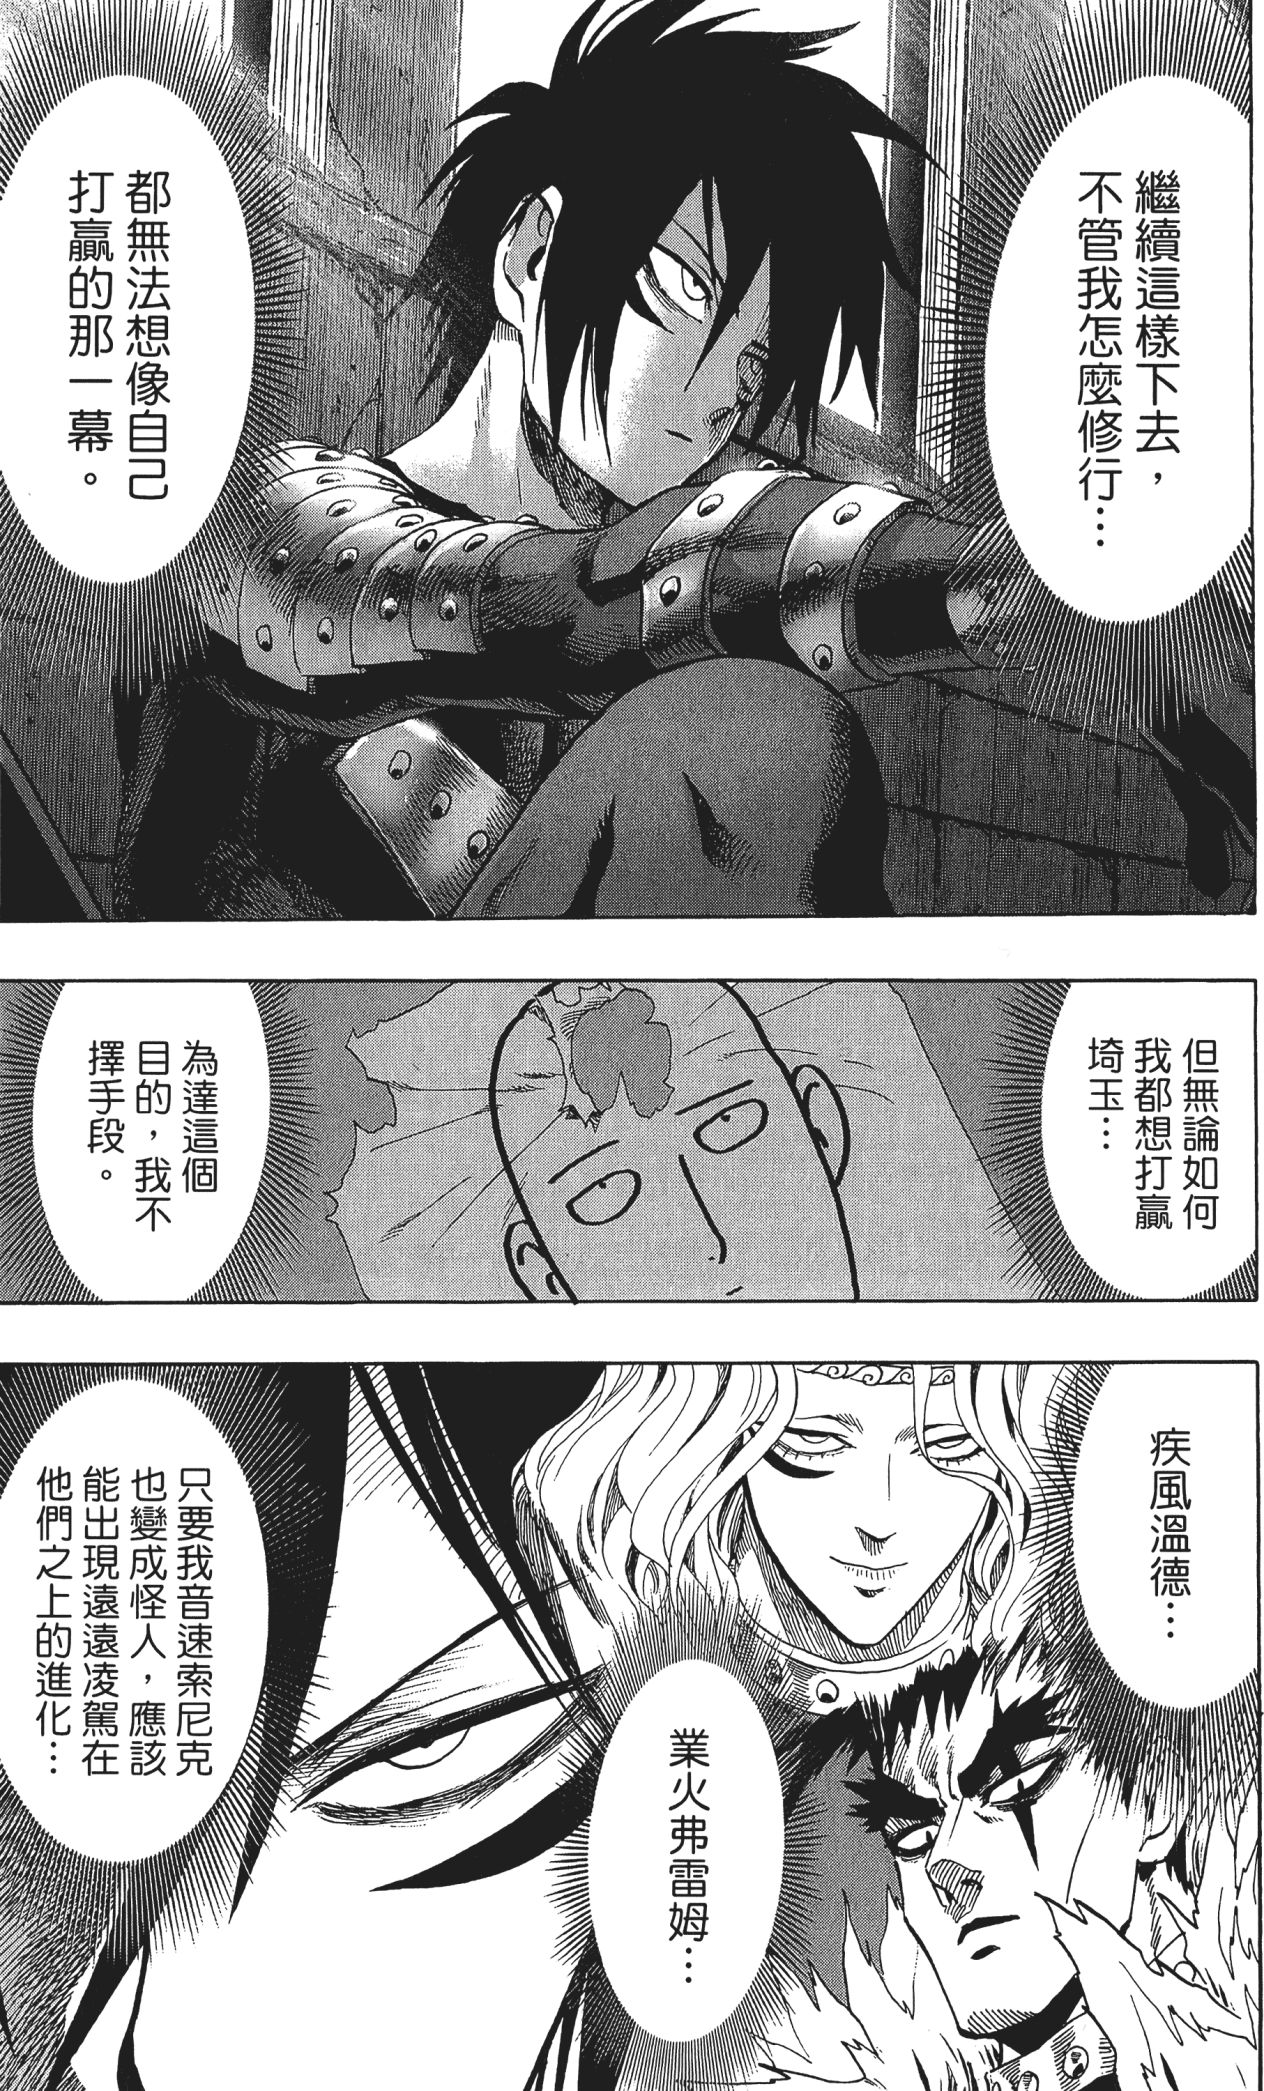 繼續這樣下去，
不管我怎麼修行…
都無法想像自己
打贏的那一幕。
但無論如何
我都想打贏
埼玉…
為達這個
目的，我不
擇手段。
疾風溫德…
業火弗雷姆…
只要我音速索尼克
也變成怪人，應該
能出現遠遠凌駕在
他們之上的進化…